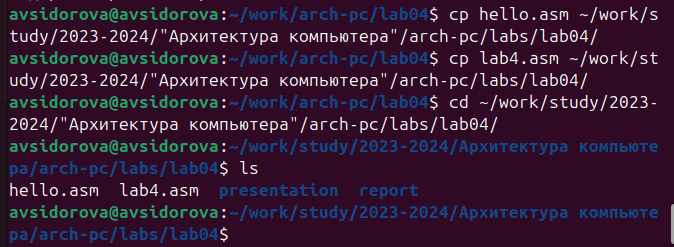 avsidorova@avsidorova:~/work/arch-pc/lab04$ cp hello.asm ~/work/s
tudy/2023-2024/"Архитектура компьютера"/arch-pc/labs/lab04/
avsidorova@avsidorova:~/work/arch-pc/lab04$ cp lab4.asm ~/work/st
udy/2023-2024/"Архитектура компьютера"/arch-pc/labs/lab04/
avsidorova@avsidorova:~/work/arch-pc/lab04$ cd ~/work/study/2023-
2024/"Архитектура компьютера"/arch-pc/labs/lab04/
avsidorova@avsidorova:~/work/study/2023-2024/Архитектура компьюте
ра/arch-pc/labs/lab04$ ls
hello.asm  lab4.asm  presentation  report
avsidorova@avsidorova:~/work/study/2023-2024/Архитектура компьюте
ра/arch-pc/labs/lab04$